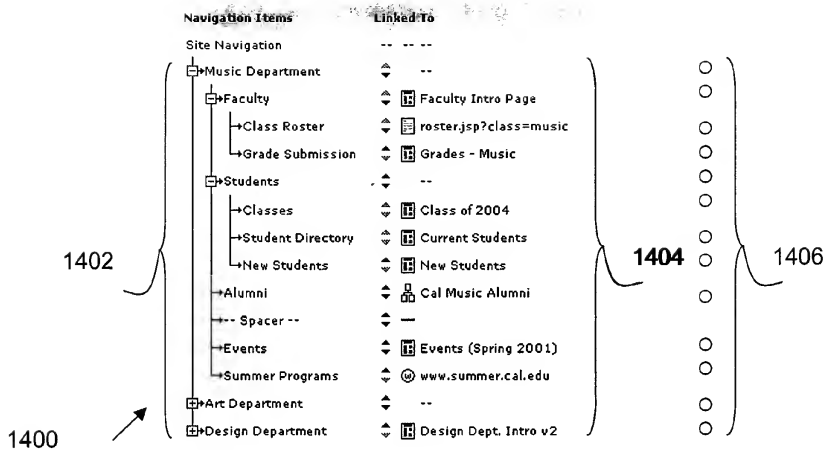 Navigation Items Linked To
Site Navigation -- -- --
Music Department --
Faculty Faculty Intro Page
Class Roster roster.jsp?class=music
Grade Submission Grades - Music
Students --
Classes Class of 2004
Student Directory Current Students
New Students New Students
1402 1404 1406
Alumni Cal Music Alumni
-- Spacer -- —
Events Events (Spring 2001)
Summer Programs www.summer.cal.edu
Art Department --
Design Department Design Dept. Intro v2
1400